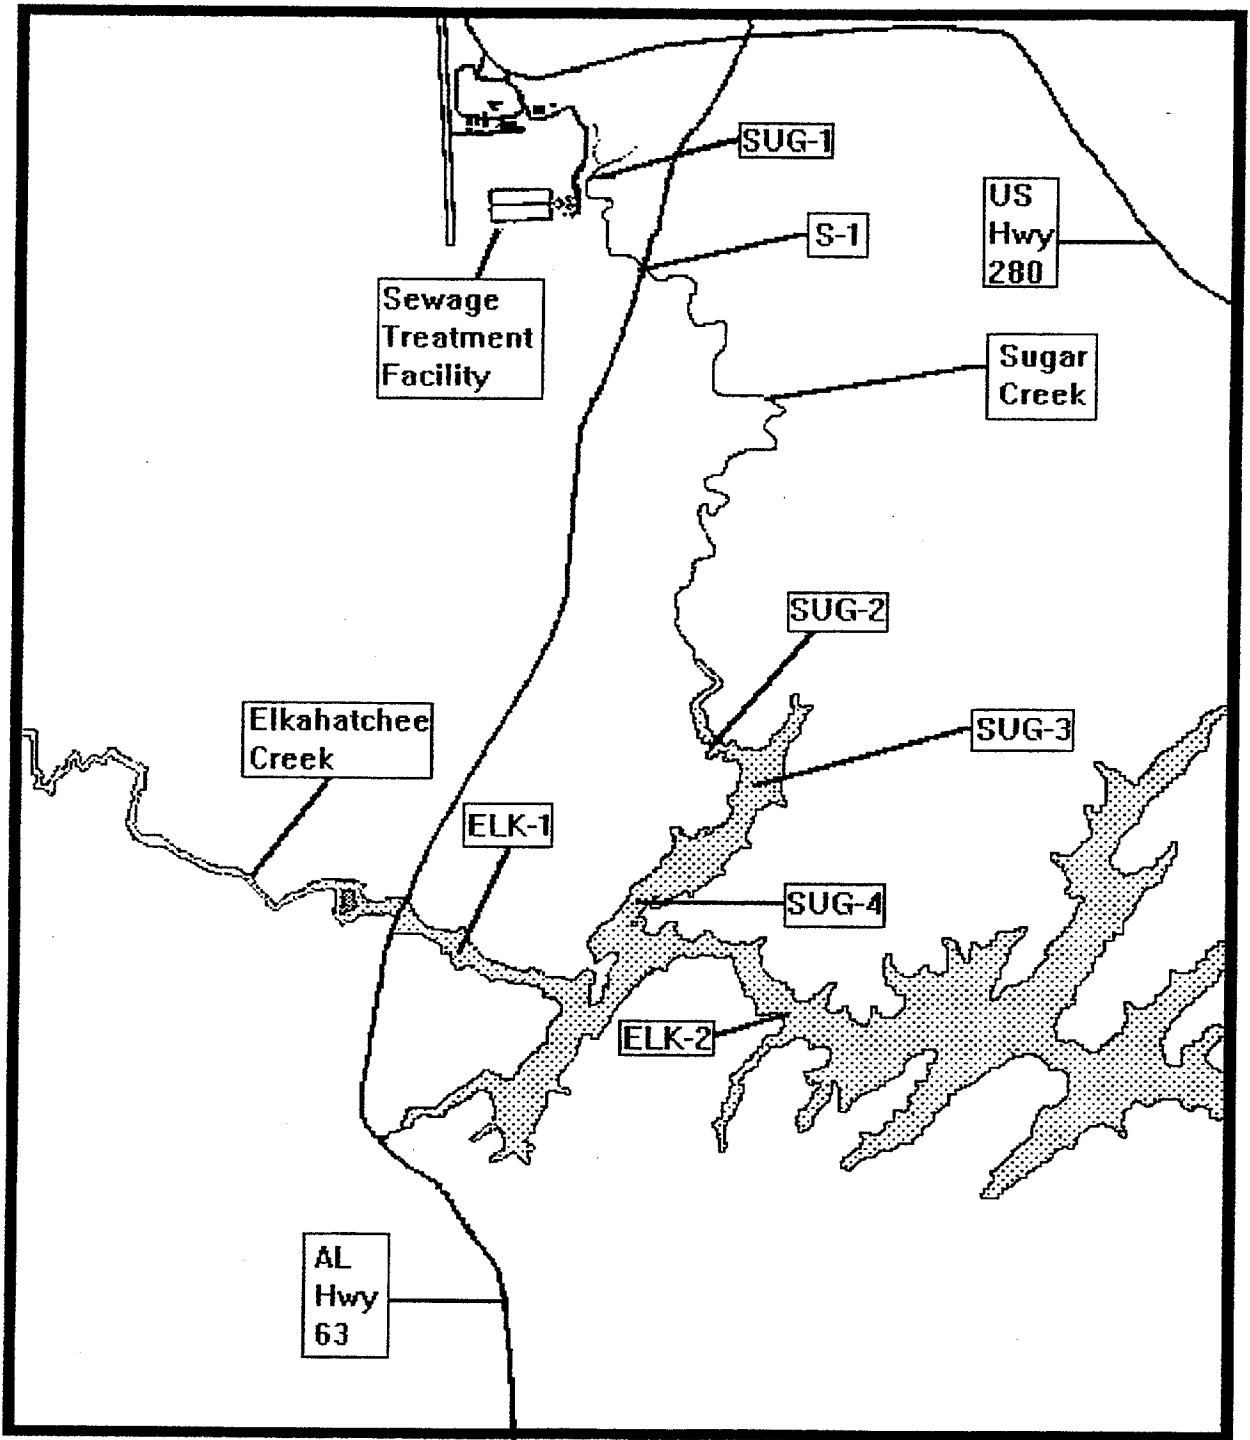 SUG-1
S-1
US
Hwy
280
Sewage
Treatment
Facility
Sugar
Creek
SUG-2
Elkahatchee
Creek
SUG-3
ELK-1
SUG-4
ELK-2
AL
Hwy
63